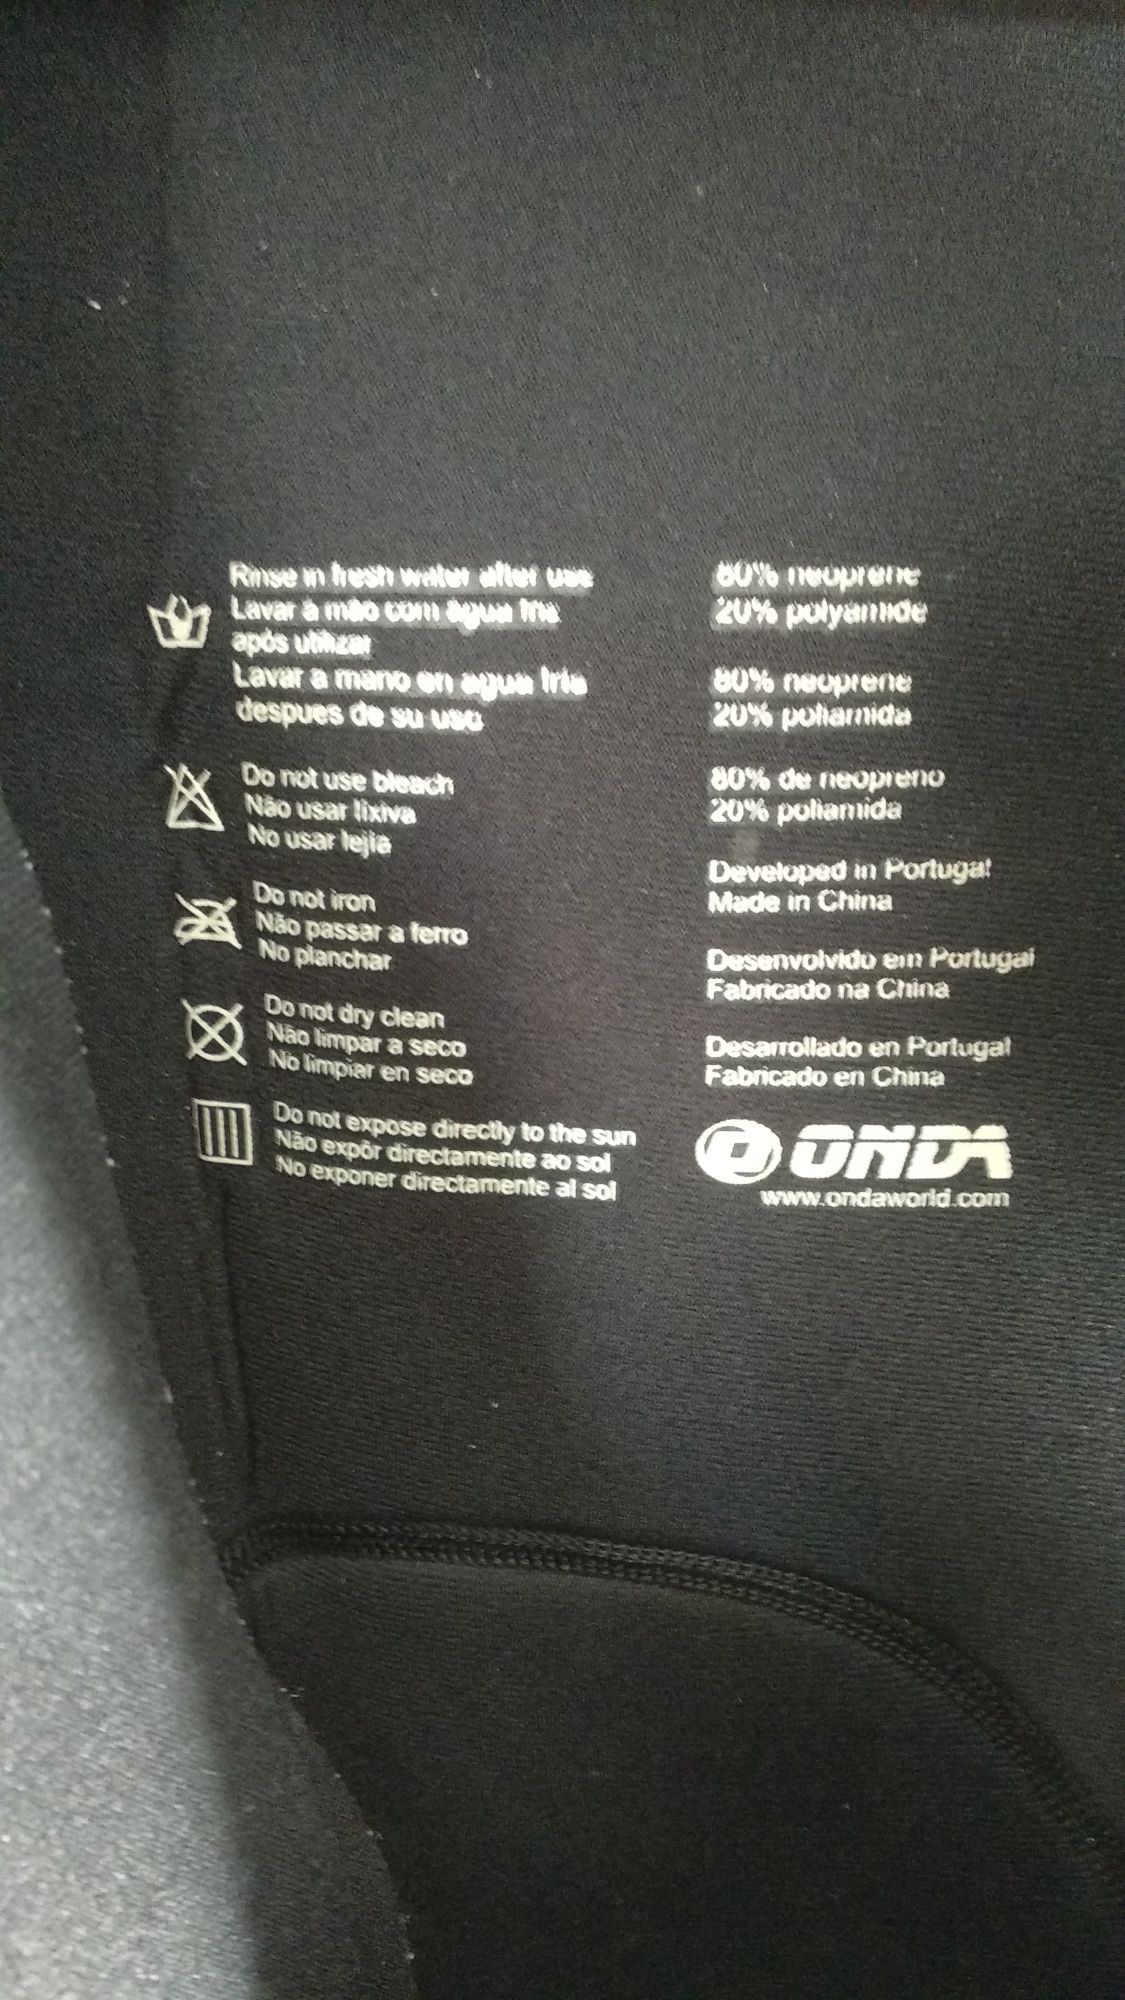 Rinse in fresh water after use
Lavar à mão com água fria
após utilizar
Lavar a mano en agua fria
despues de su uso
Do not use bleach
Não usar lixiva
No usar lejia
Do not iron
Não passar a ferro
No planchar
Do not dry clean
Não limpar a seco
No limpiar en seco
Do not expose directly to the sun
Não expôr directamente ao sol
No exponer directamente al sol
80% neoprene
20% polyamide
80% neoprene
20% poliamida
80% de neopreno
20% poliamida
Developed in Portugal
Made in China
Desenvolvido em Portugal
Fabricado na China
Desarrollado en Portugal
Fabricado en China
ONDA
www.ondaworld.com